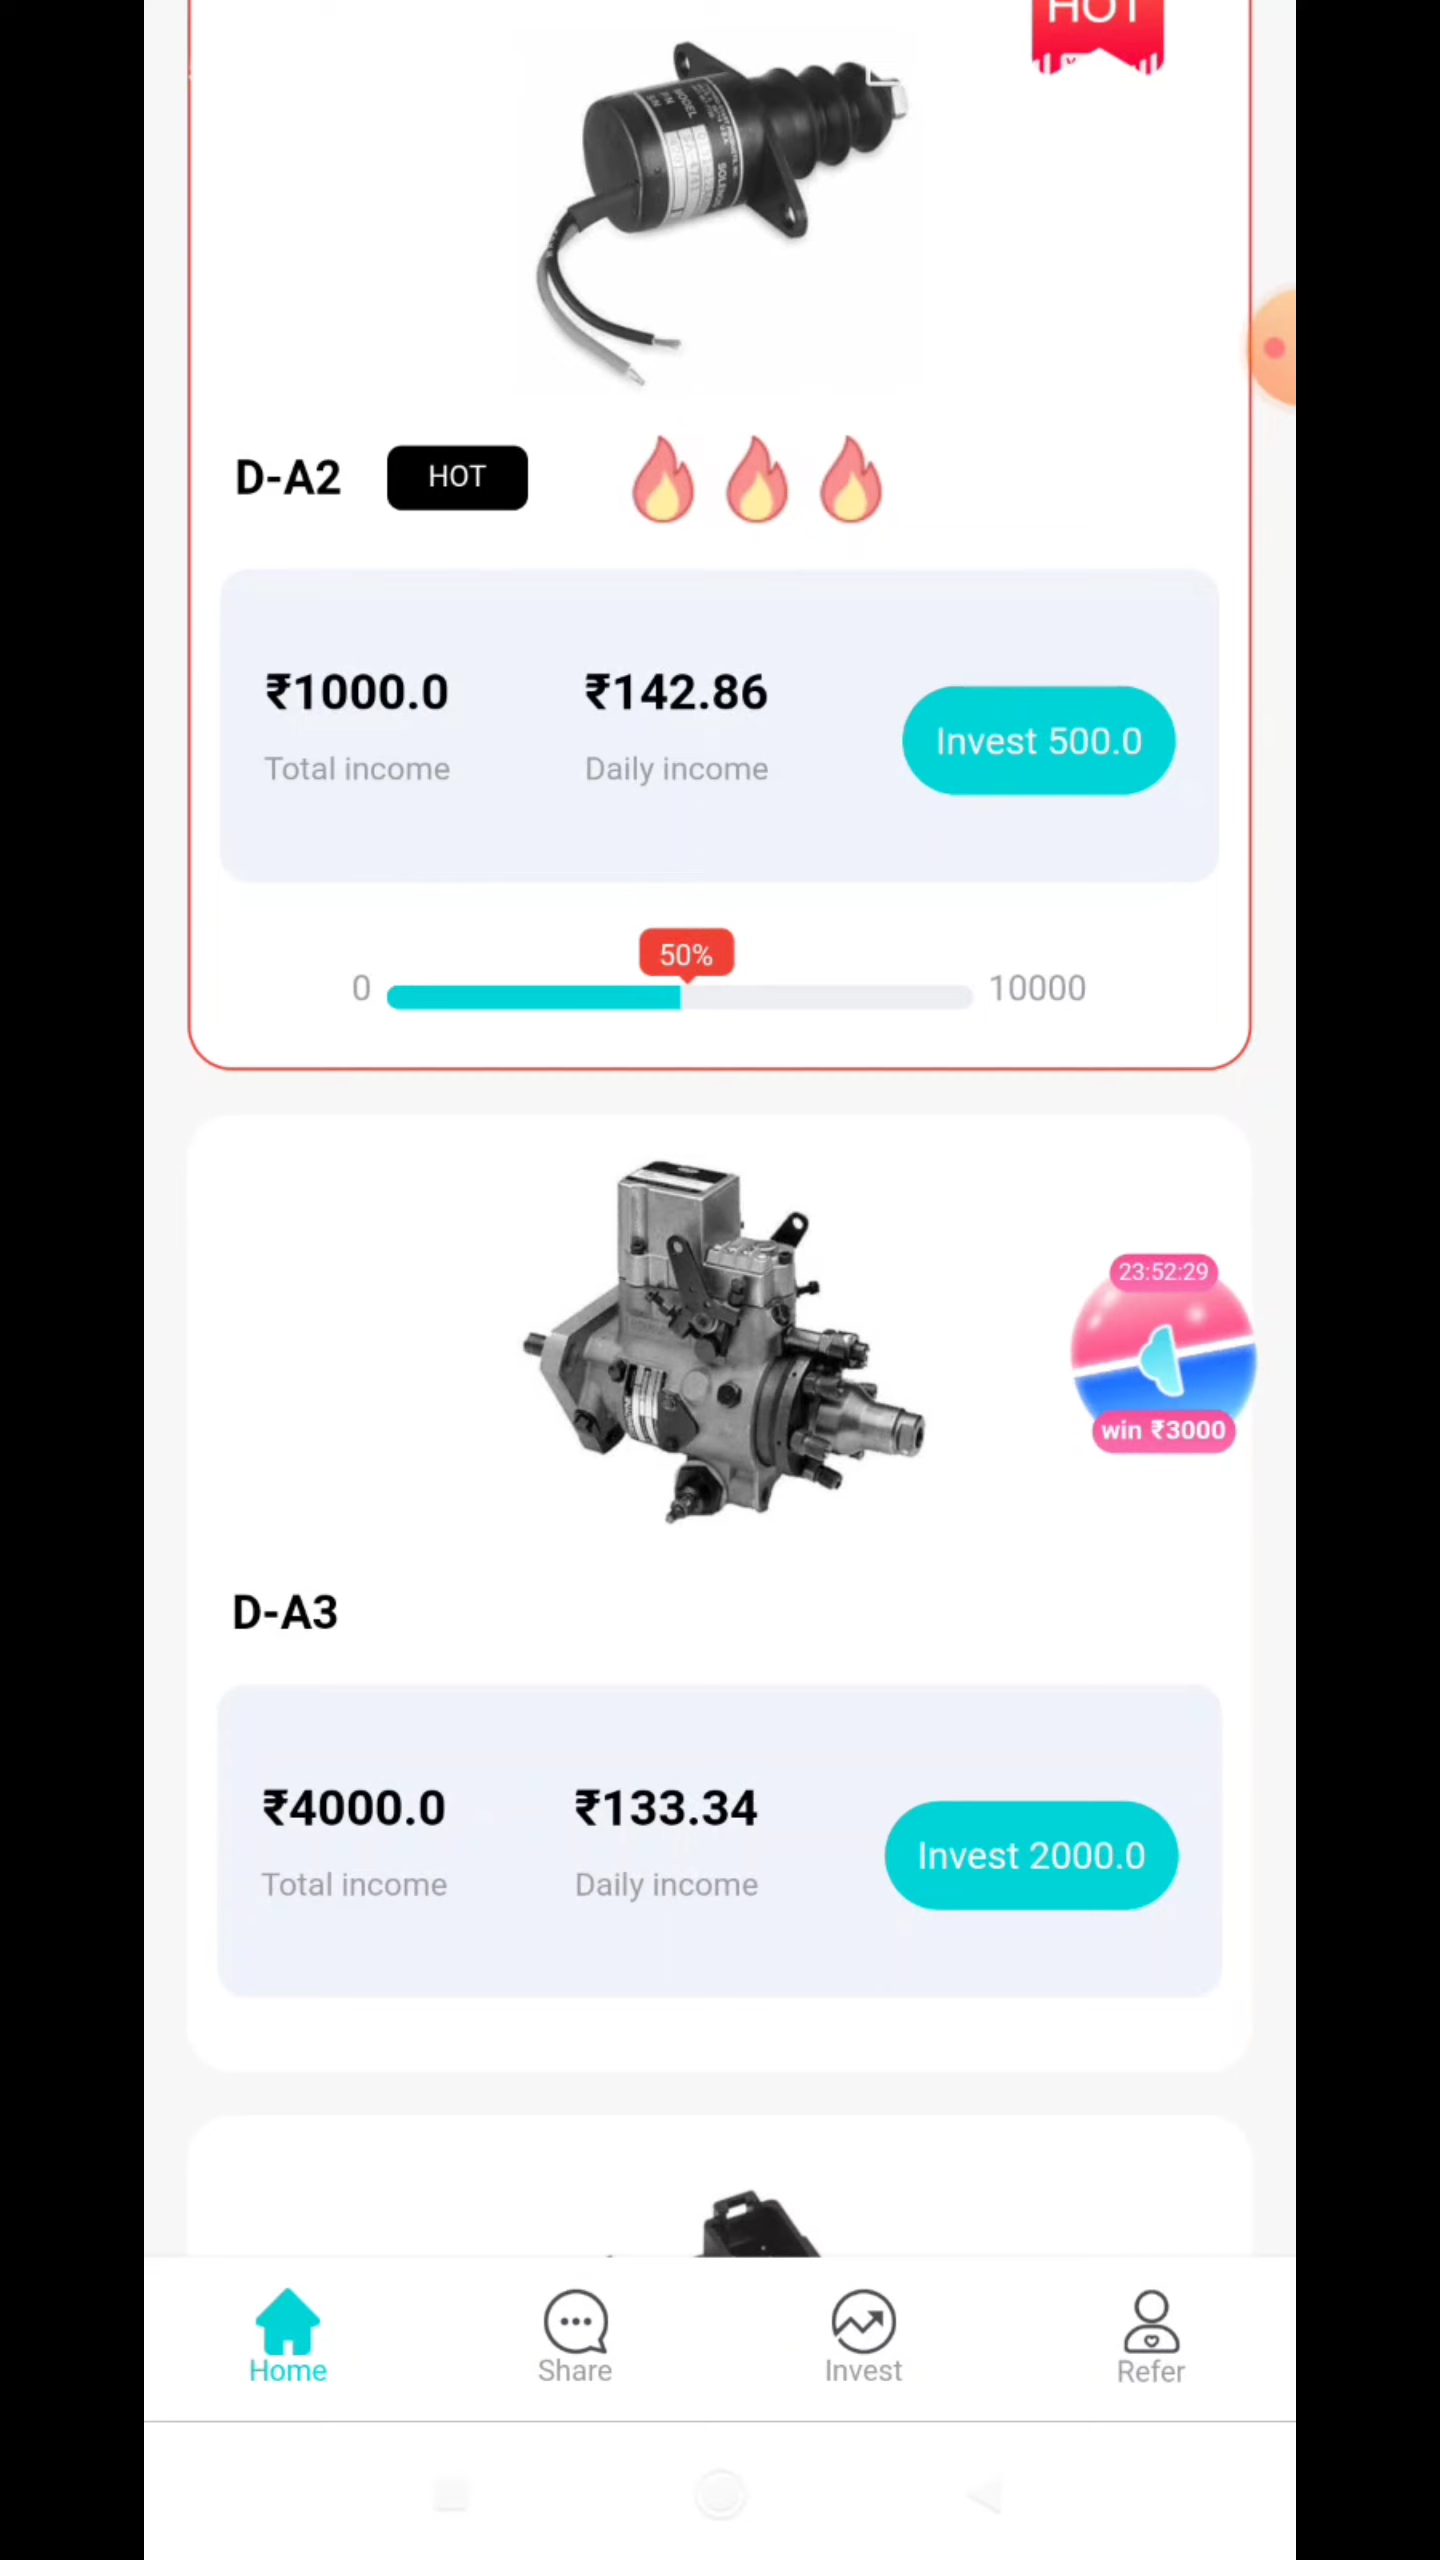 HOT
MODEL
P/N
S/N
D-A2 HOT
₹1000.0 ₹142.86 Invest 500.0
Total income Daily income
50%
0 10000
23:52:29
win ₹3000
D-A3
₹4000.0 ₹133.34 Invest 2000.0
Total income Daily income
Home Share Invest Refer